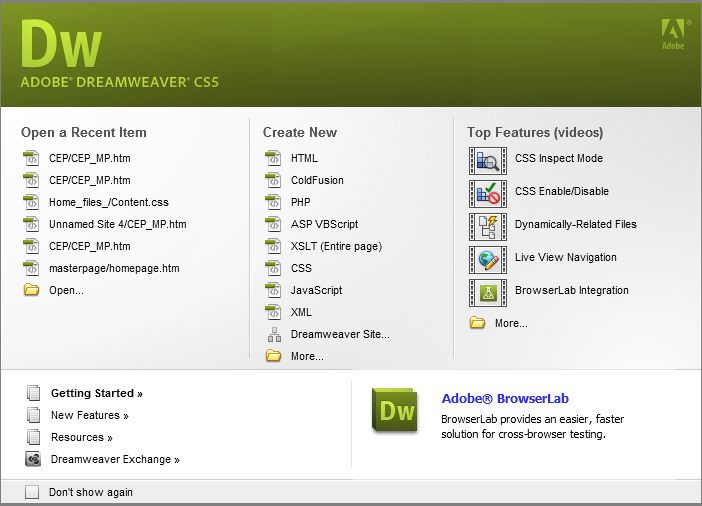 Dw
Adobe
ADOBE® DREAMWEAVER® CS5
Open a Recent Item
CEP/CEP_MP.htm
CEP/CEP_MP.htm
Home_files_/Content.css
Unnamed Site 4/CEP_MP.htm
CEP/CEP_MP.htm
masterpage/homepage.htm
Open...
Create New
HTML
ColdFusion
PHP
ASP VBScript
XSLT (Entire page)
CSS
JavaScript
XML
Dreamweaver Site...
More...
Top Features (videos)
CSS Inspect Mode
CSS Enable/Disable
Dynamically-Related Files
Live View Navigation
BrowserLab Integration
More...
Getting Started »
New Features »
Resources »
Dreamweaver Exchange »
Dw
Adobe® BrowserLab
BrowserLab provides an easier, faster
solution for cross-browser testing.
Don't show again